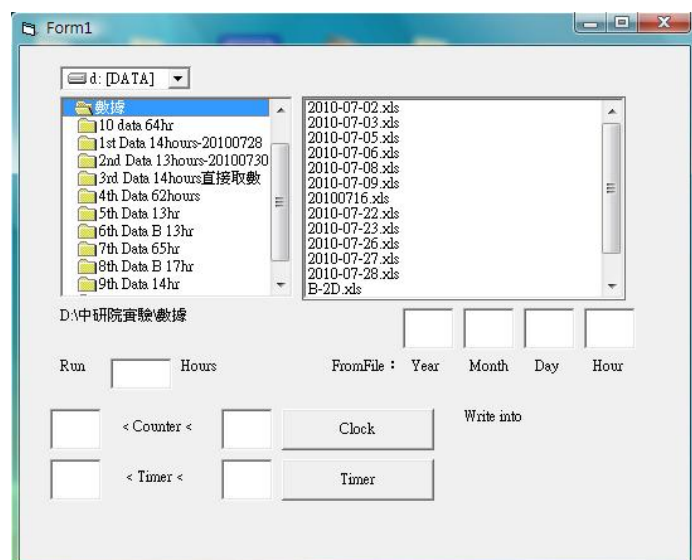 Form1
d: [DATA]
數據
10 data 64hr
1st Data 14hours-20100728
2nd Data 13hours-20100730
3rd Data 14hours直接取數
4th Data 62hours
5th Data 13hr
6th Data B 13hr
7th Data 65hr
8th Data B 17hr
9th Data 14hr
2010-07-02.xls
2010-07-03.xls
2010-07-05.xls
2010-07-06.xls
2010-07-08.xls
2010-07-09.xls
20100716.xls
2010-07-22.xls
2010-07-23.xls
2010-07-26.xls
2010-07-27.xls
2010-07-28.xls
B-2D.xls
D:\中研院實驗\數據
Run Hours FromFile： Year Month Day Hour
< Counter < Clock Write into
< Timer < Timer